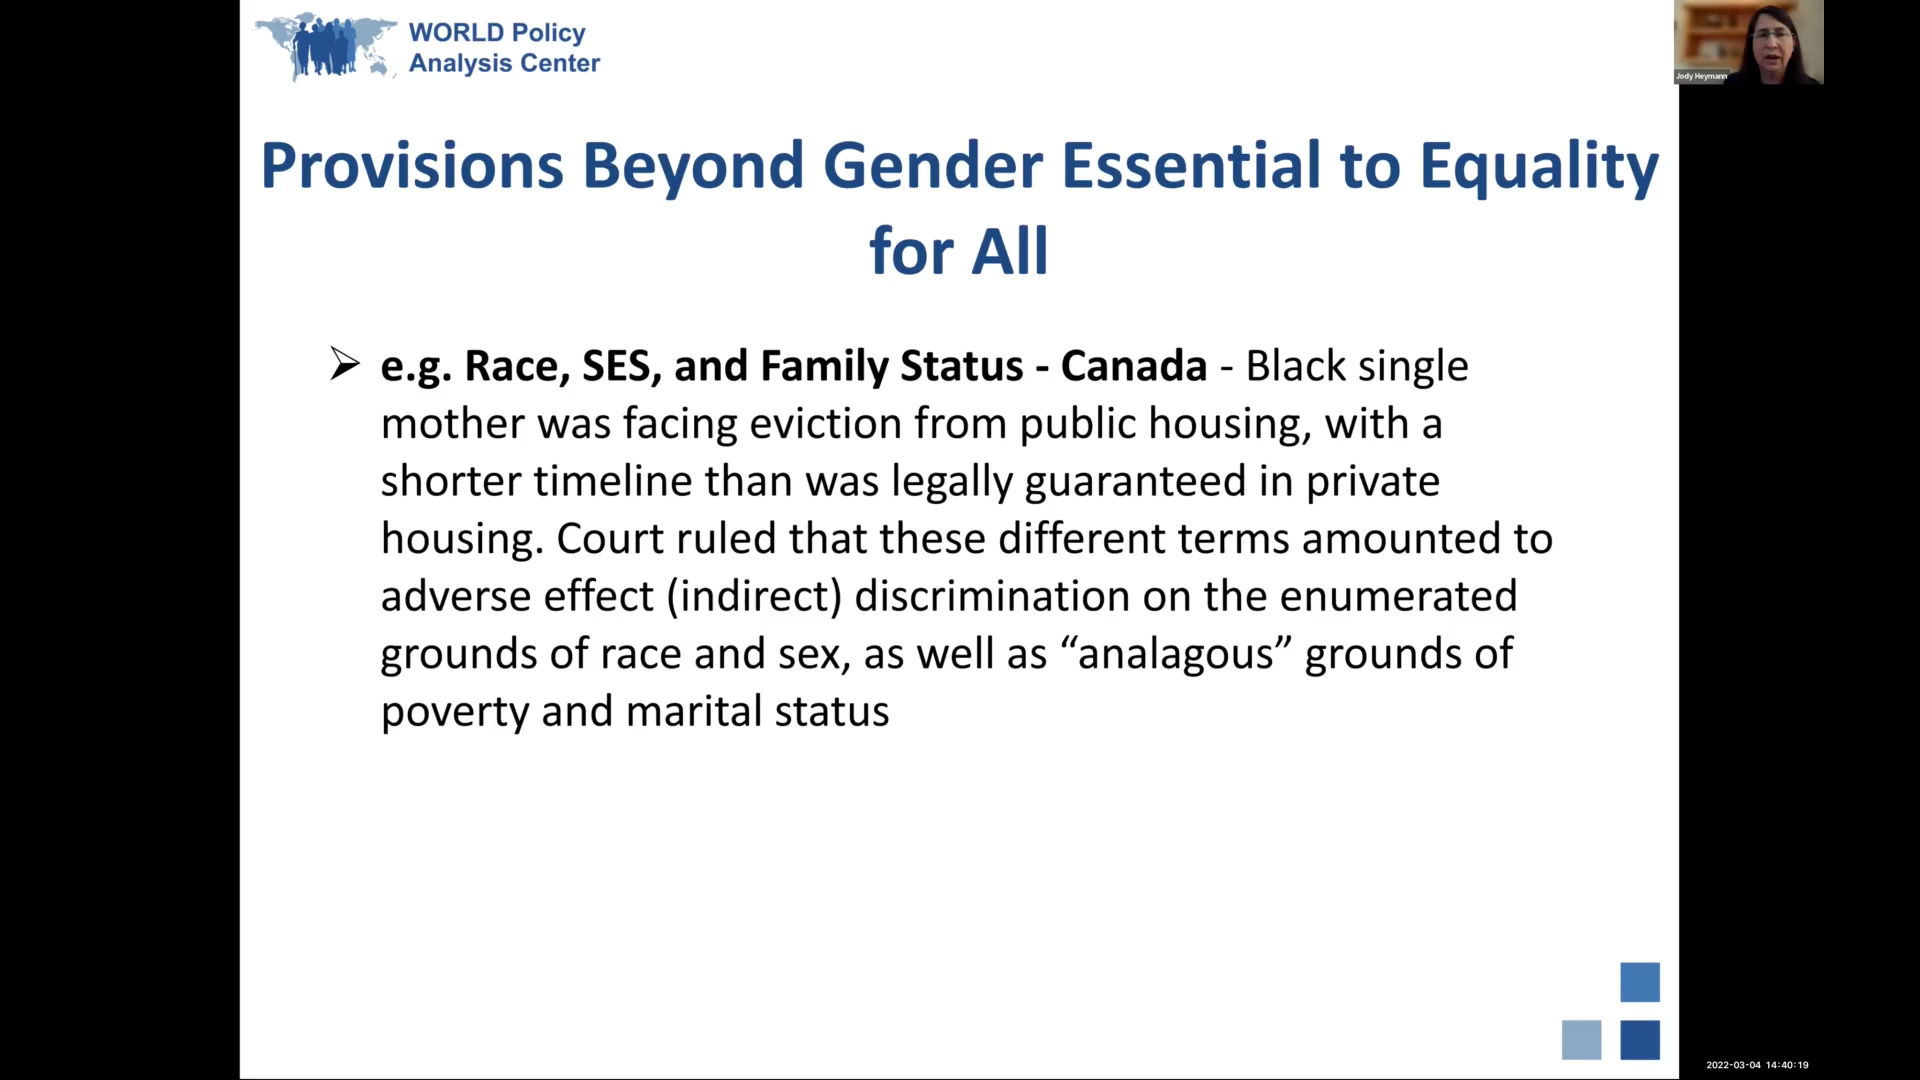 WORLD Policy
Analysis Center
Jody Heymann
Provisions Beyond Gender Essential to Equality
for All
➢ e.g. Race, SES, and Family Status - Canada - Black single
mother was facing eviction from public housing, with a
shorter timeline than was legally guaranteed in private
housing. Court ruled that these different terms amounted to
adverse effect (indirect) discrimination on the enumerated
grounds of race and sex, as well as “analagous” grounds of
poverty and marital status
2022-03-04 14:40:19